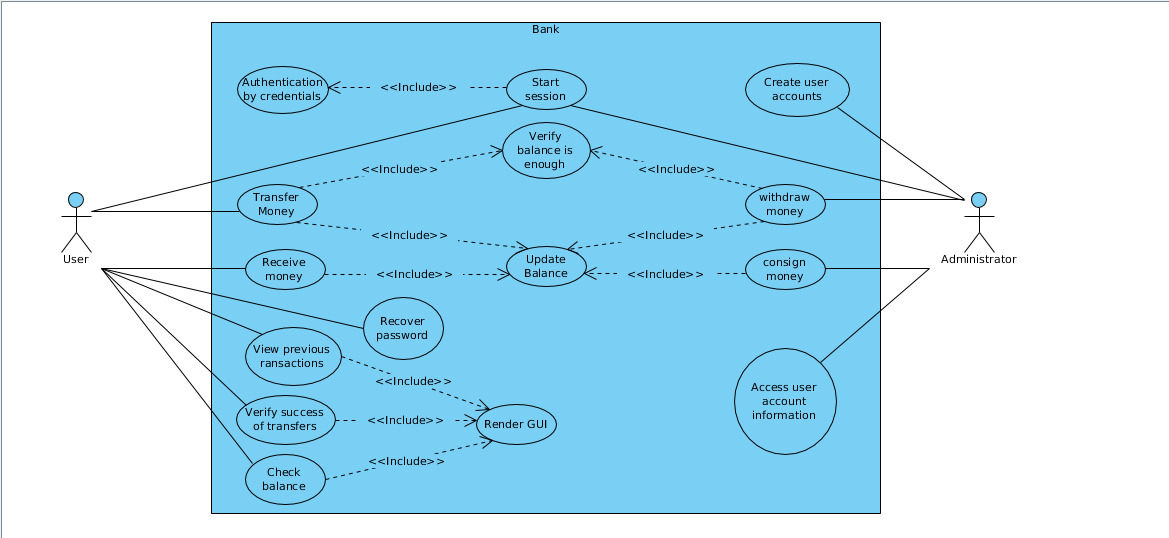 Bank
Authentication
by credentials
<<Include>>
Start
session
Create user
accounts
Verify
balance is
enough
<<Include>>
<<Include>>
Transfer
Money
withdraw
money
<<Include>>
<<Include>>
User
Administrator
Receive
money
<<Include>>
Update
Balance
<<Include>>
consign
money
Recover
password
View previous
ransactions
<<Include>>
Access user
account
information
Verify success
of transfers
<<Include>>
Render GUI
<<Include>>
Check
balance